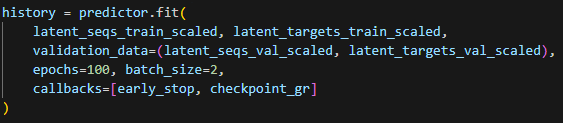 history = predictor.fit(
    latent_seqs_train_scaled, latent_targets_train_scaled,
    validation_data=(latent_seqs_val_scaled, latent_targets_val_scaled),
    epochs=100, batch_size=2,
    callbacks=[early_stop, checkpoint_gr]
)